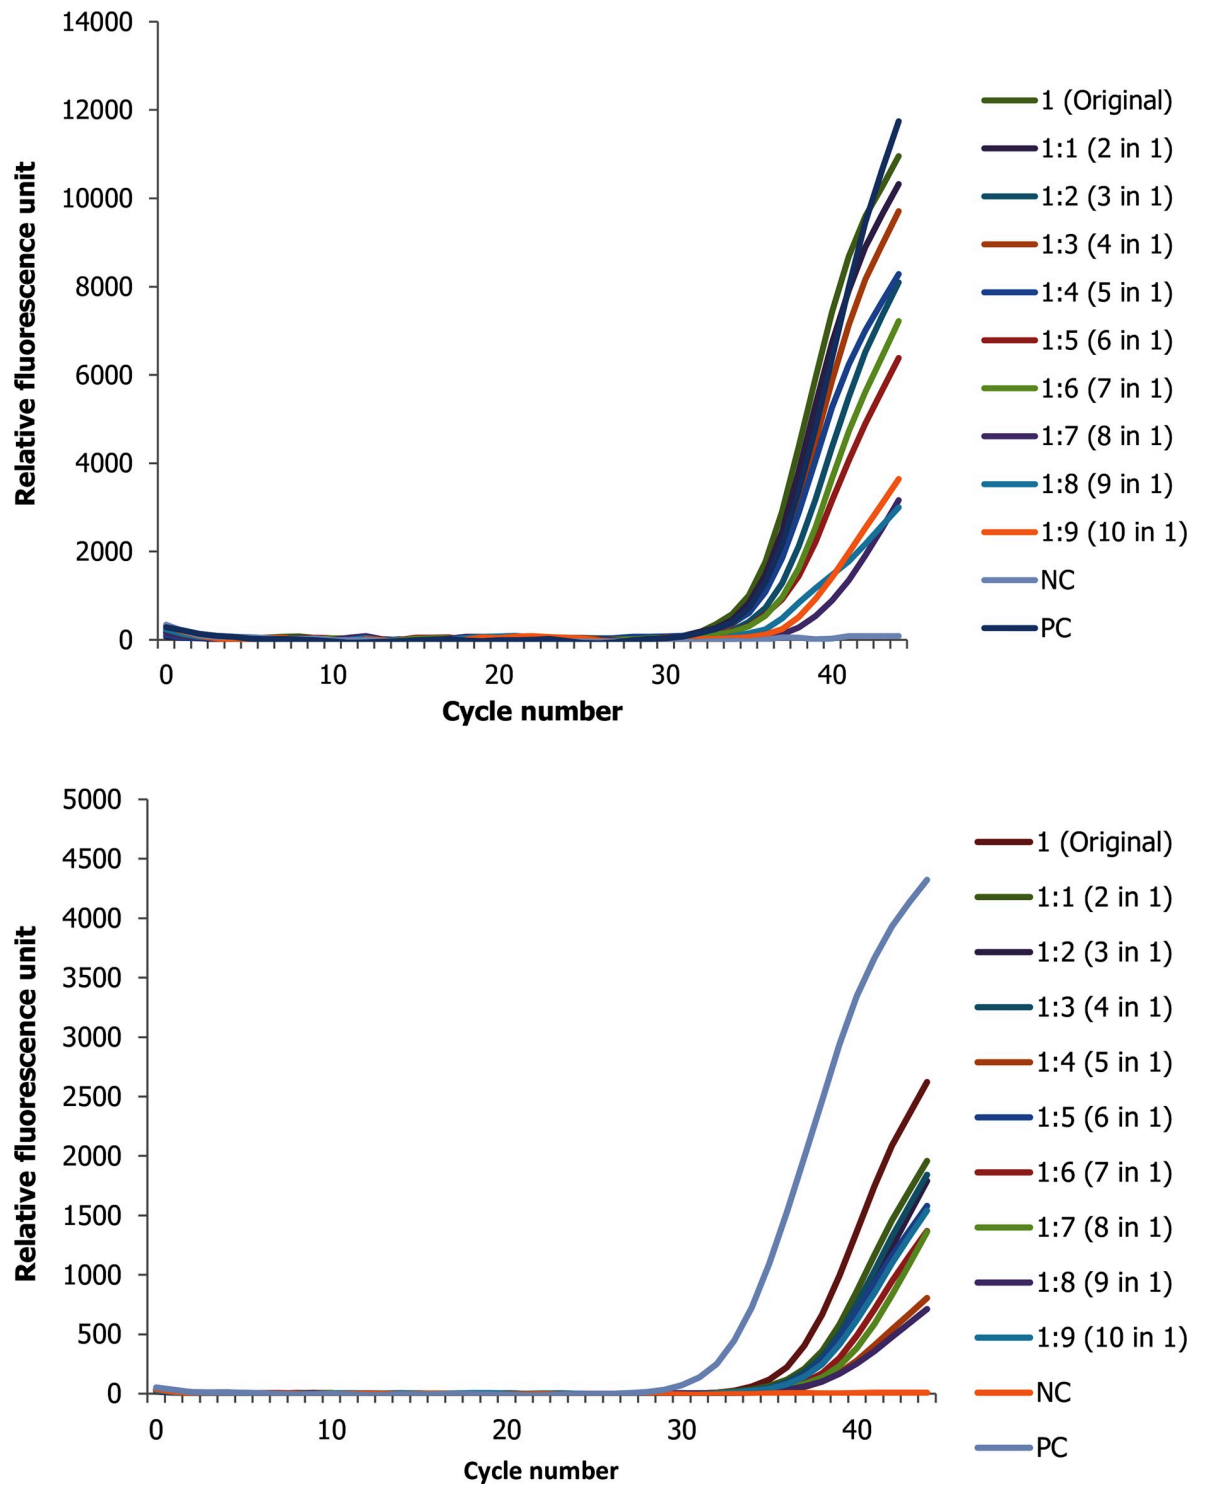 14000
12000
10000
8000
6000
4000
2000
0
Relative fluorescence unit
0 10 20 30 40
Cycle number
1 (Original)
1:1 (2 in 1)
1:2 (3 in 1)
1:3 (4 in 1)
1:4 (5 in 1)
1:5 (6 in 1)
1:6 (7 in 1)
1:7 (8 in 1)
1:8 (9 in 1)
1:9 (10 in 1)
NC
PC
5000
4500
4000
3500
3000
2500
2000
1500
1000
500
0
Relative fluorescence unit
0 10 20 30 40
Cycle number
1 (Original)
1:1 (2 in 1)
1:2 (3 in 1)
1:3 (4 in 1)
1:4 (5 in 1)
1:5 (6 in 1)
1:6 (7 in 1)
1:7 (8 in 1)
1:8 (9 in 1)
1:9 (10 in 1)
NC
PC